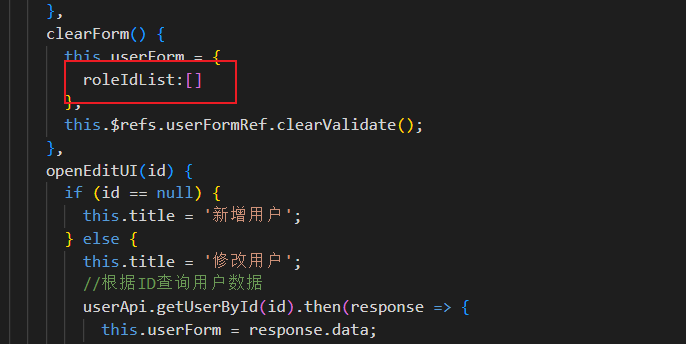 },
clearForm() {
this.userForm = {
roleIdList:[]
},
this.$refs.userFormRef.clearValidate();
},
openEditUI(id) {
if (id == null) {
this.title = '新增用户';
} else {
this.title = '修改用户';
//根据ID查询用户数据
userApi.getUserById(id).then(response => {
this.userForm = response.data;